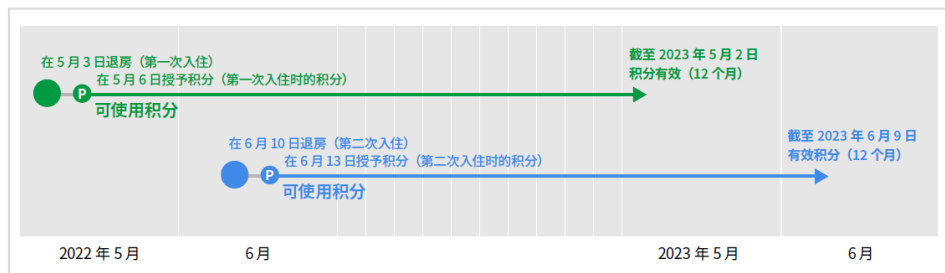 在 5 月 3 日退房（第一次入住）
在 5 月 6 日授予积分（第一次入住时的积分）
P
可使用积分
截至 2023 年 5 月 2 日
积分有效（12 个月）
在 6 月 10 日退房（第二次入住）
在 6 月 13 日授予积分（第二次入住时的积分）
P
可使用积分
截至 2023 年 6 月 9 日
有效积分（12 个月）
2022 年 5 月
6 月
2023 年 5 月
6 月